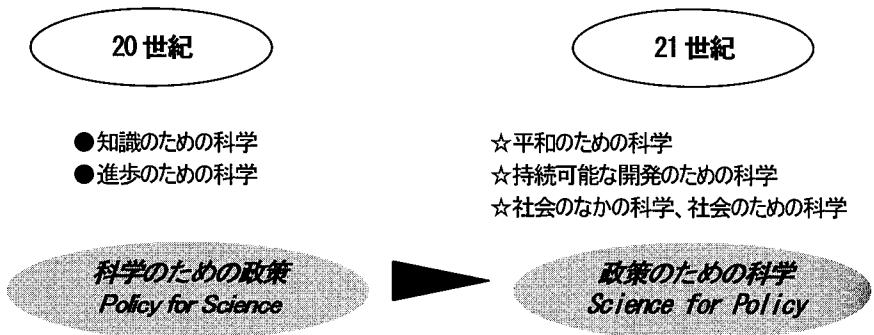 20 世紀
21 世紀
●知識のための科学
●進歩のための科学
☆平和のための科学
☆持続可能な開発のための科学
☆社会のなかの科学、社会のための科学
科学のための政策
Policy for Science
政策のための科学
Science for Policy